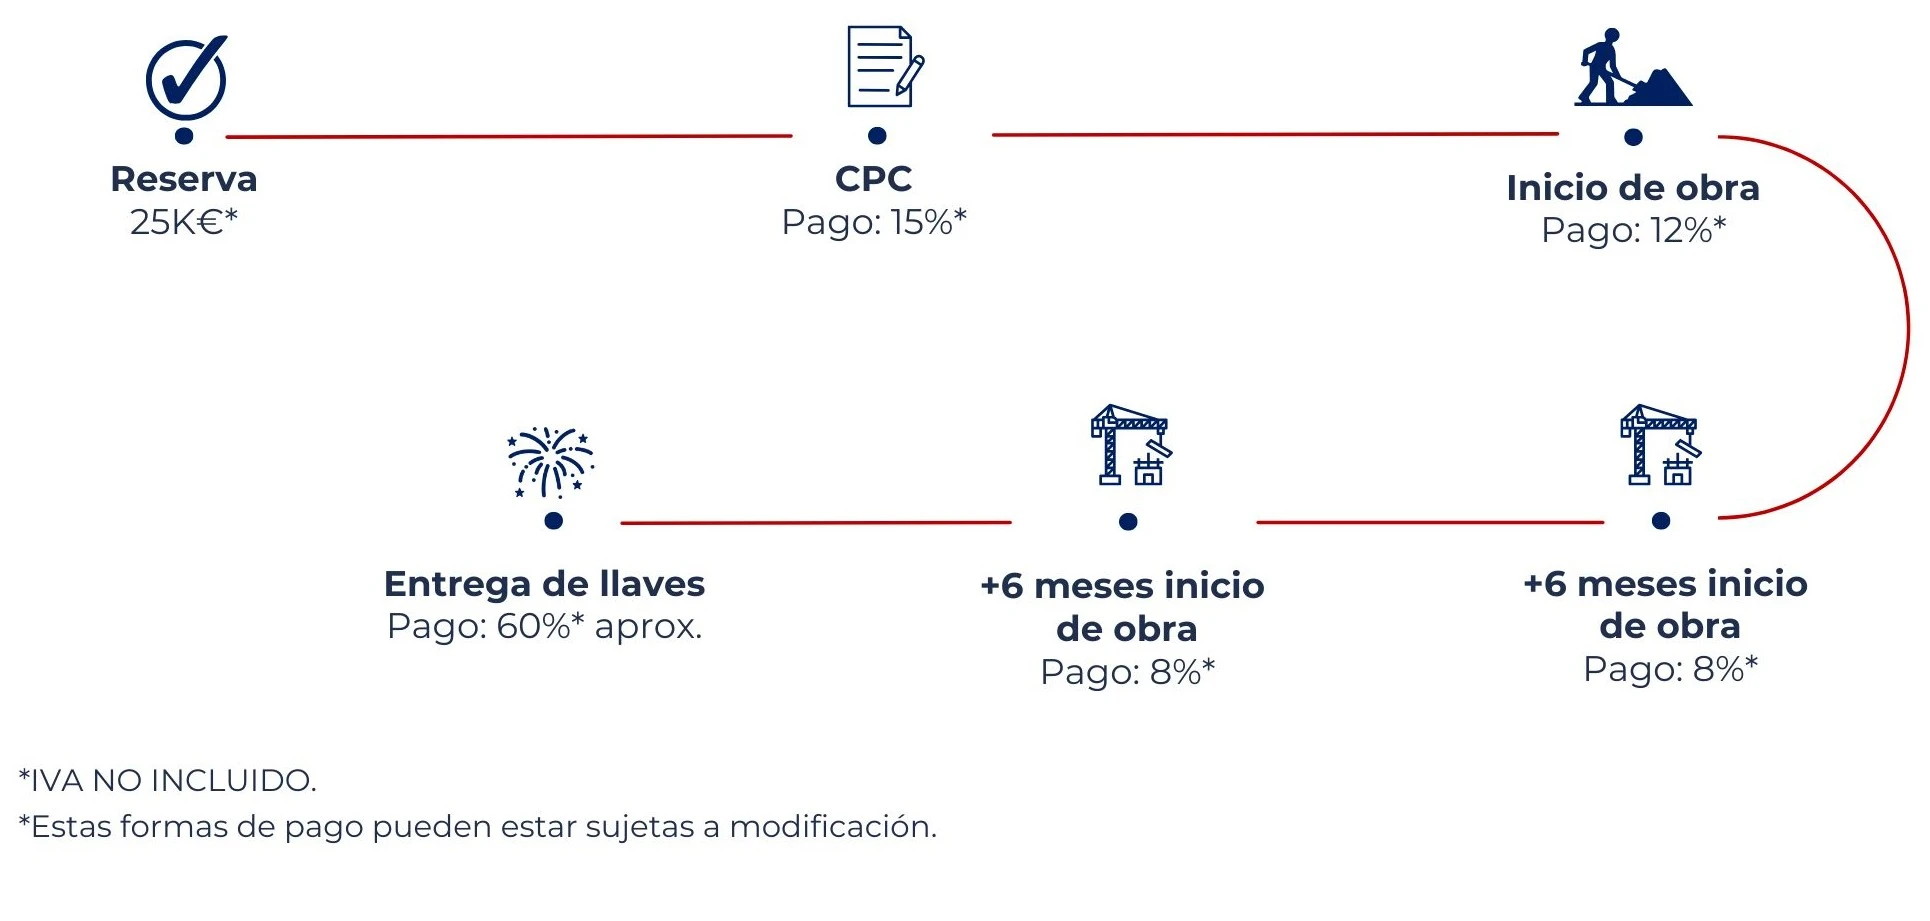 Reserva
25K€*
CPC
Pago: 15%*
Inicio de obra
Pago: 12%*
Entrega de llaves
Pago: 60%* aprox.
+6 meses inicio
de obra
Pago: 8%*
+6 meses inicio
de obra
Pago: 8%*
*IVA NO INCLUIDO.
*Estas formas de pago pueden estar sujetas a modificación.